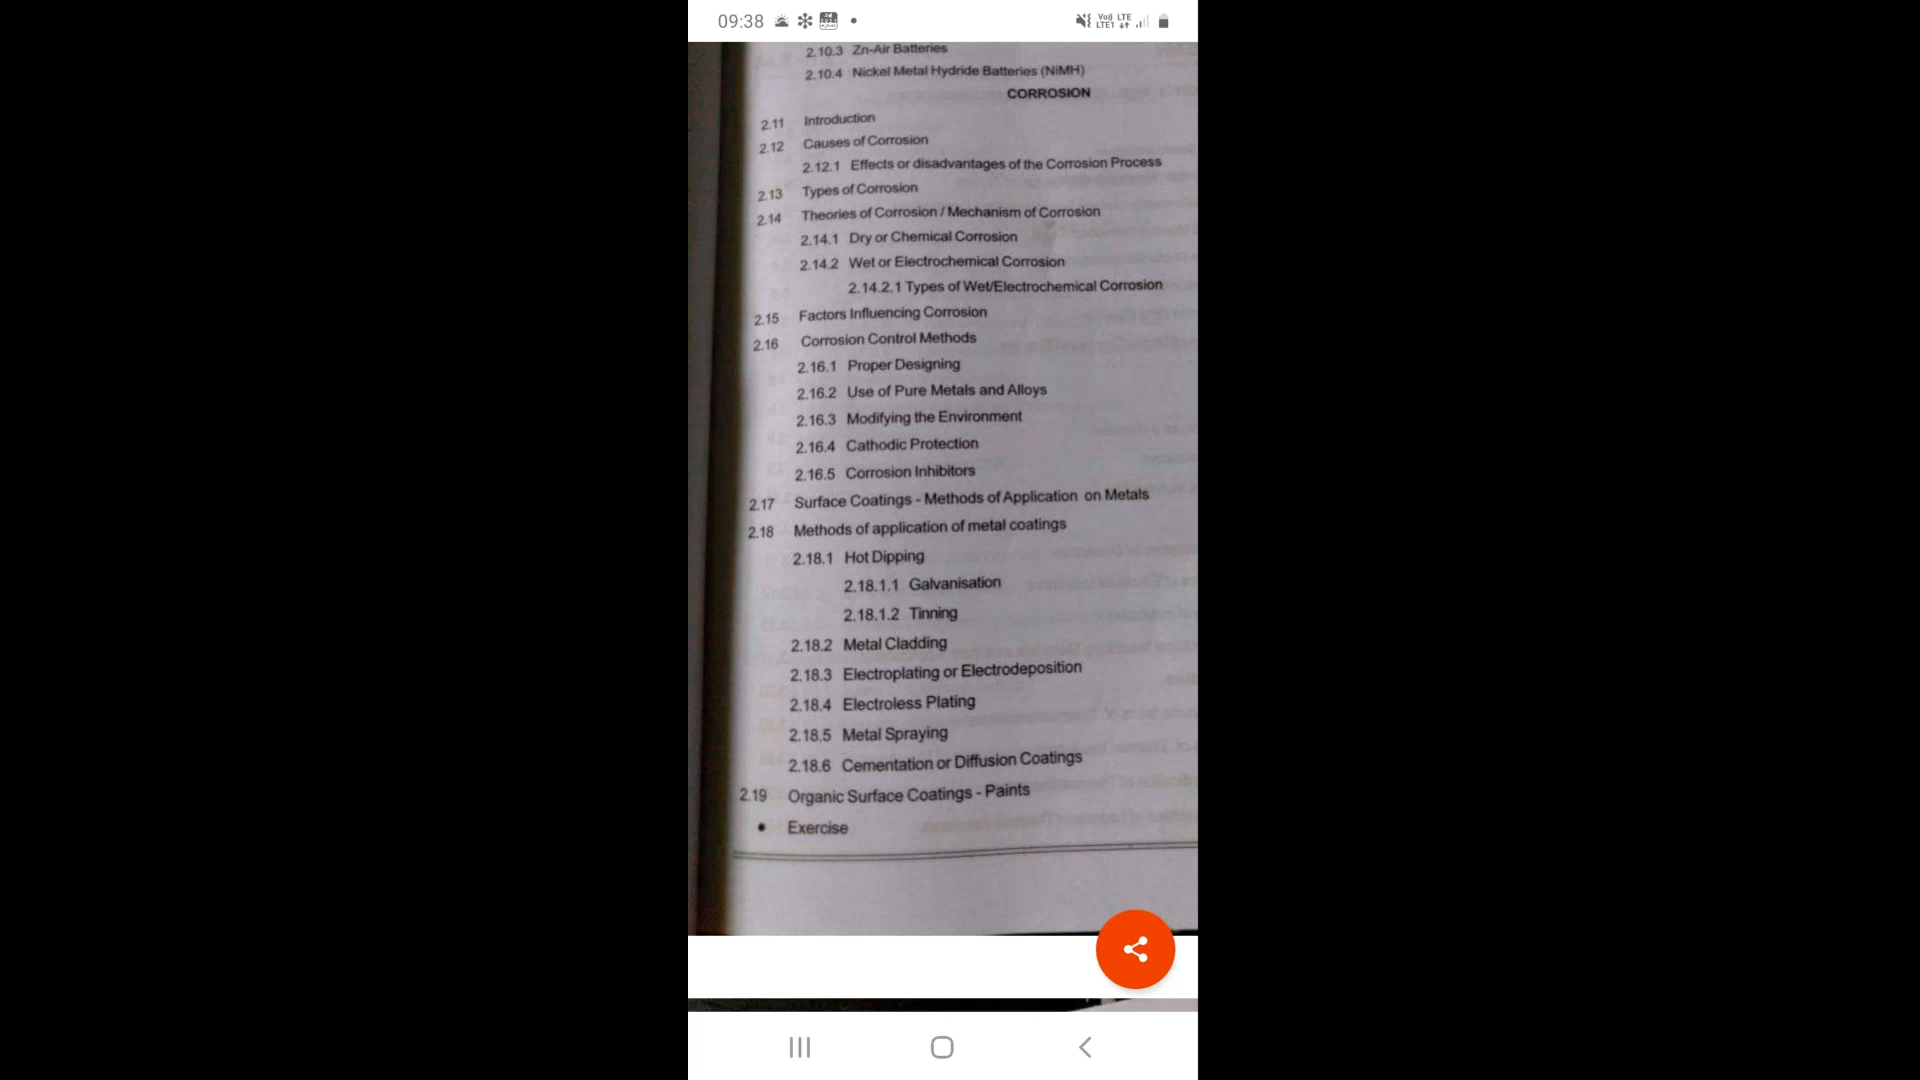 09:38
Vo) LTE
LTE1
2.10.3 Zn-Air Batteries
2.10.4 Nickel Metal Hydride Batteries (NiMH)
CORROSION
2.11 Introduction
2.12 Causes of Corrosion
2.12.1 Effects or disadvantages of the Corrosion Process
2.13 Types of Corrosion
2.14 Theories of Corrosion / Mechanism of Corrosion
2.14.1 Dry or Chemical Corrosion
2.14.2 Wet or Electrochemical Corrosion
2.14.2.1 Types of Wet/Electrochemical Corrosion
2.15 Factors Influencing Corrosion
2.16 Corrosion Control Methods
2.16.1 Proper Designing
2.16.2 Use of Pure Metals and Alloys
2.16.3 Modifying the Environment
2.16.4 Cathodic Protection
2.16.5 Corrosion Inhibitors
2.17 Surface Coatings - Methods of Application on Metals
2.18 Methods of application of metal coatings
2.18.1 Hot Dipping
2.18.1.1 Galvanisation
2.18.1.2 Tinning
2.18.2 Metal Cladding
2.18.3 Electroplating or Electrodeposition
2.18.4 Electroless Plating
2.18.5 Metal Spraying
2.18.6 Cementation or Diffusion Coatings
2.19 Organic Surface Coatings - Paints
• Exercise